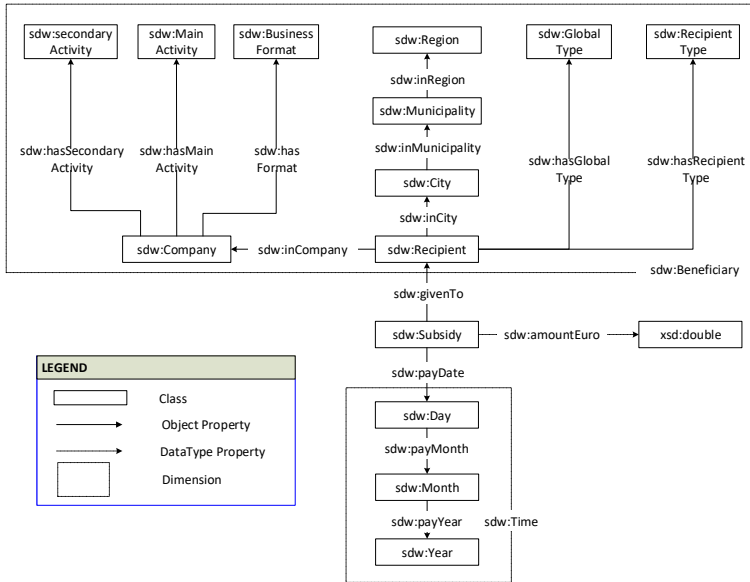 sdw:secondary
Activity
sdw:Main
Activity
sdw:Business
Format
sdw:Region
sdw:Global
Type
sdw:Recipient
Type
sdw:inRegion
sdw:Municipality
sdw:hasSecondary
Activity
sdw:hasMain
Activity
sdw:has
Format
sdw:inMunicipality
sdw:hasGlobal
Type
sdw:hasRecipient
Type
sdw:City
sdw:inCity
sdw:Company
sdw:inCompany
sdw:Recipient
sdw:Beneficiary
sdw:givenTo
sdw:Subsidy
sdw:amountEuro
xsd:double
sdw:payDate
LEGEND
Class
Object Property
DataType Property
Dimension
sdw:Day
sdw:payMonth
sdw:Month
sdw:payYear
sdw:Time
sdw:Year